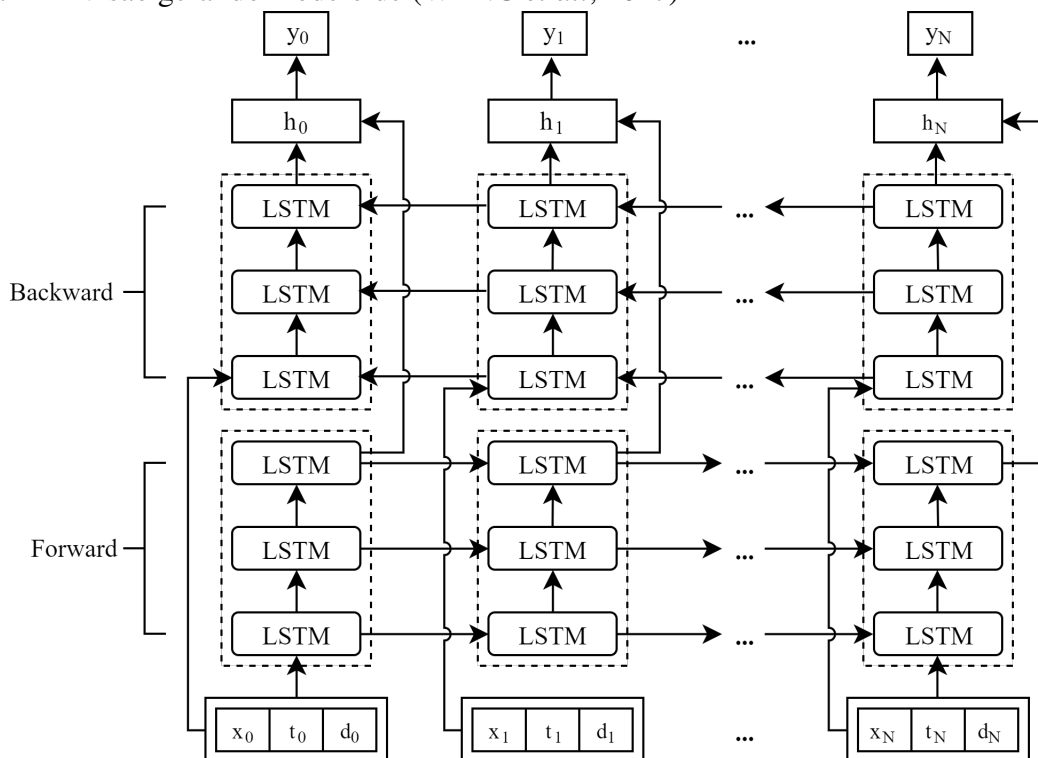 y0 y1 ... yN
h0 h1 hN
LSTM LSTM ... LSTM
Backward LSTM LSTM ... LSTM
LSTM LSTM ... LSTM
LSTM LSTM ... LSTM
Forward LSTM LSTM ... LSTM
LSTM LSTM ... LSTM
x0 t0 d0 x1 t1 d1 ... xN tN dN